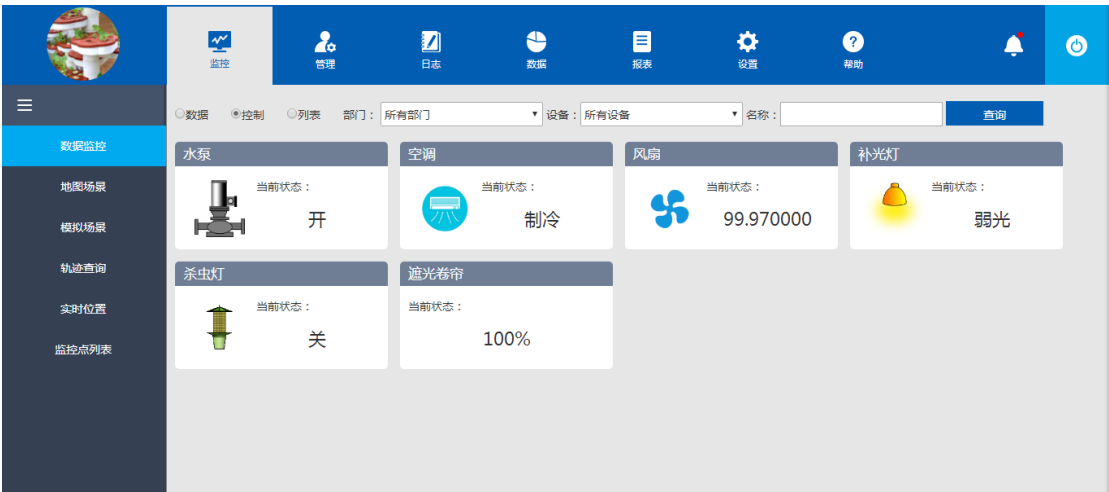 监控 管理 日志 数据 报表 设置 帮助
数据 控制 列表 部门： 所有部门 设备： 所有设备 名称： 查询
数据监控
地图场景
模拟场景
轨迹查询
实时位置
监控点列表
水泵 空调 风扇 补光灯
当前状态： 当前状态： 当前状态： 当前状态：
开 制冷 99.970000 弱光
杀虫灯 遮光卷帘
当前状态： 当前状态：
关 100%